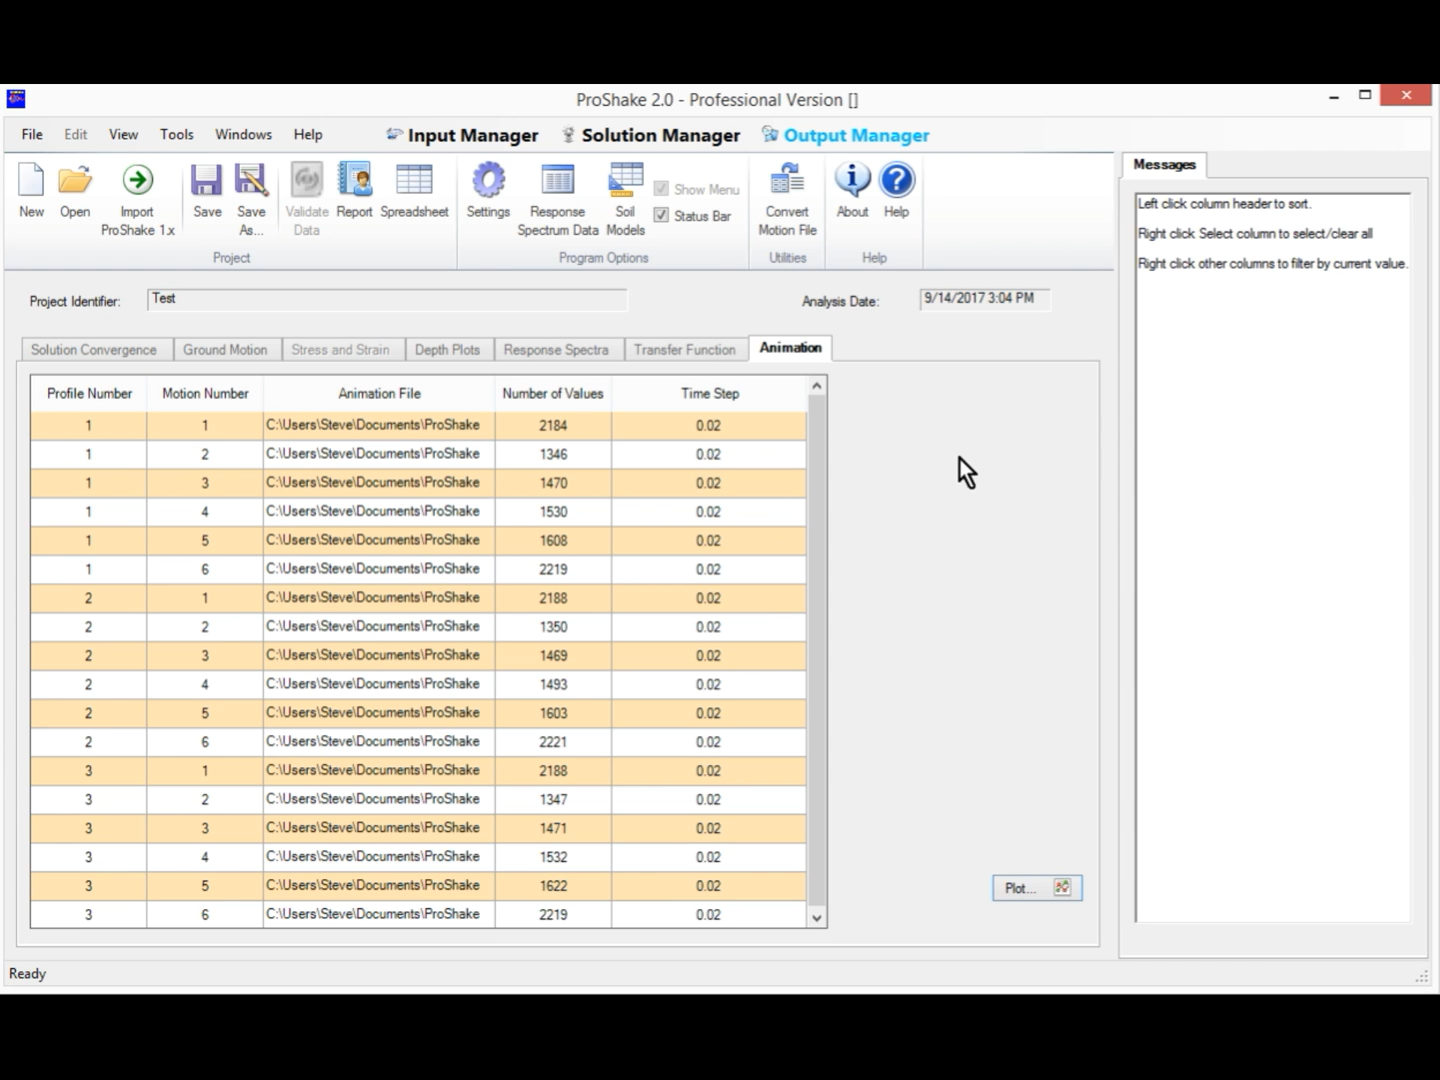 ProShake 2.0 - Professional Version []
File Edit View Tools Windows Help Input Manager Solution Manager Output Manager
New Open Import ProShake 1.x Save Save As... Validate Data Report Spreadsheet Settings Response Spectrum Data Soil Models Show Menu Status Bar Convert Motion File About Help
Project Program Options Utilities Help
Project Identifier: Test Analysis Date: 9/14/2017 3:04 PM
Solution Convergence Ground Motion Stress and Strain Depth Plots Response Spectra Transfer Function Animation
Profile Number Motion Number Animation File Number of Values Time Step
1 1 C:\Users\Steve\Documents\ProShake 2184 0.02
1 2 C:\Users\Steve\Documents\ProShake 1346 0.02
1 3 C:\Users\Steve\Documents\ProShake 1470 0.02
1 4 C:\Users\Steve\Documents\ProShake 1530 0.02
1 5 C:\Users\Steve\Documents\ProShake 1608 0.02
1 6 C:\Users\Steve\Documents\ProShake 2219 0.02
2 1 C:\Users\Steve\Documents\ProShake 2188 0.02
2 2 C:\Users\Steve\Documents\ProShake 1350 0.02
2 3 C:\Users\Steve\Documents\ProShake 1469 0.02
2 4 C:\Users\Steve\Documents\ProShake 1493 0.02
2 5 C:\Users\Steve\Documents\ProShake 1603 0.02
2 6 C:\Users\Steve\Documents\ProShake 2221 0.02
3 1 C:\Users\Steve\Documents\ProShake 2188 0.02
3 2 C:\Users\Steve\Documents\ProShake 1347 0.02
3 3 C:\Users\Steve\Documents\ProShake 1471 0.02
3 4 C:\Users\Steve\Documents\ProShake 1532 0.02
3 5 C:\Users\Steve\Documents\ProShake 1622 0.02
3 6 C:\Users\Steve\Documents\ProShake 2219 0.02
Plot...
Messages
Left click column header to sort.
Right click Select column to select/clear all
Right click other columns to filter by current value.
Ready